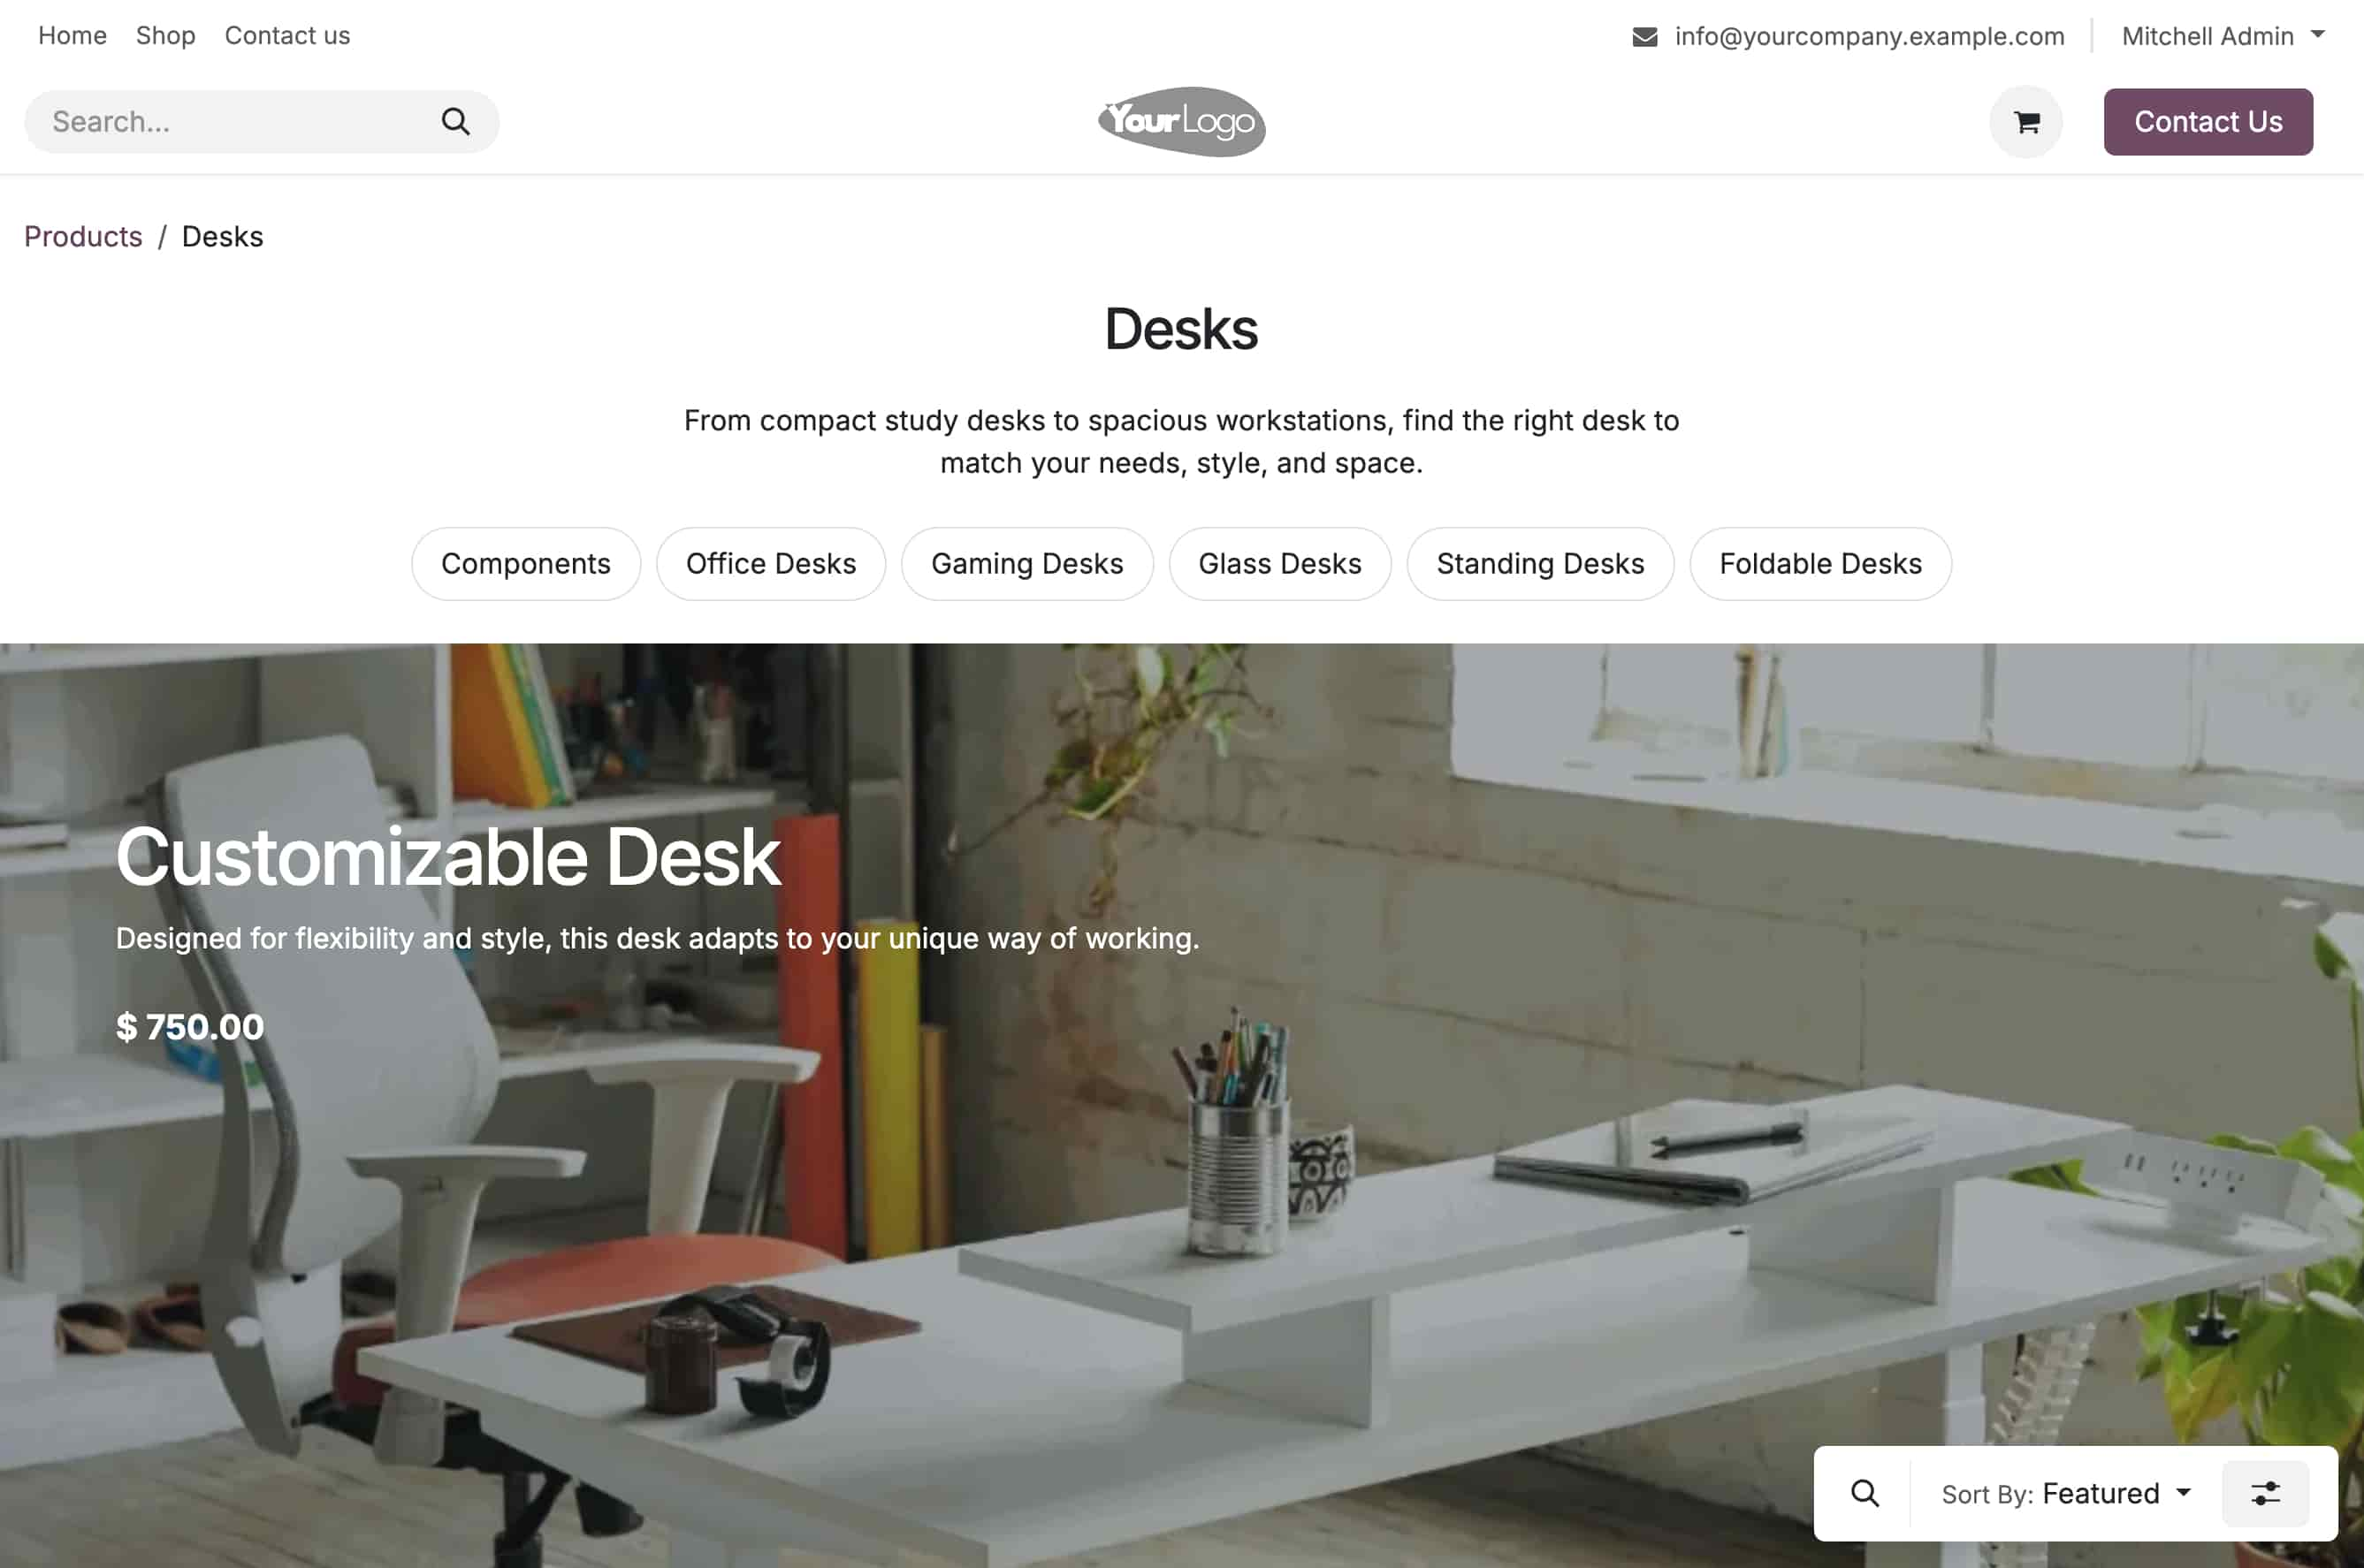 Home Shop Contact us
info@yourcompany.example.com
Mitchell Admin
Search...
YourLogo
Contact Us
Products / Desks
Desks
From compact study desks to spacious workstations, find the right desk to
match your needs, style, and space.
Components
Office Desks
Gaming Desks
Glass Desks
Standing Desks
Foldable Desks
Customizable Desk
Designed for flexibility and style, this desk adapts to your unique way of working.
$ 750.00
Sort By: Featured